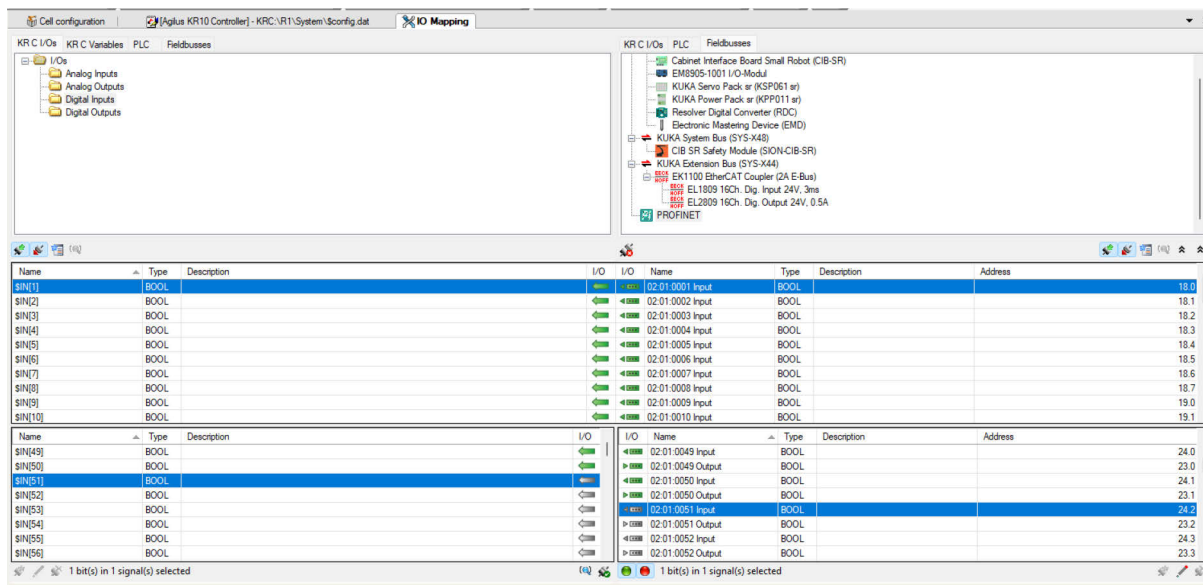 Cell configuration [Agilus KR10 Controller] - KRC:\R1\System\$config.dat IO Mapping
KR C I/Os KR C Variables PLC Fieldbusses
I/Os
Analog Inputs
Analog Outputs
Digital Inputs
Digital Outputs
KR C I/Os PLC Fieldbusses
Cabinet Interface Board Small Robot (CIB-SR)
EM8905-1001 I/O-Modul
KUKA Servo Pack sr (KSP061 sr)
KUKA Power Pack sr (KPP011 sr)
Resolver Digital Converter (RDC)
Electronic Mastering Device (EMD)
KUKA System Bus (SYS-X48)
CIB SR Safety Module (SION-CIB-SR)
KUKA Extension Bus (SYS-X44)
EK1100 EtherCAT Coupler (2A E-Bus)
EL1809 16Ch. Dig. Input 24V, 3ms
EL2809 16Ch. Dig. Output 24V, 0.5A
PROFINET
Name Type Description I/O I/O Name Type Description Address
$IN[1] BOOL 02:01:0001 Input BOOL 18.0
$IN[2] BOOL 02:01:0002 Input BOOL 18.1
$IN[3] BOOL 02:01:0003 Input BOOL 18.2
$IN[4] BOOL 02:01:0004 Input BOOL 18.3
$IN[5] BOOL 02:01:0005 Input BOOL 18.4
$IN[6] BOOL 02:01:0006 Input BOOL 18.5
$IN[7] BOOL 02:01:0007 Input BOOL 18.6
$IN[8] BOOL 02:01:0008 Input BOOL 18.7
$IN[9] BOOL 02:01:0009 Input BOOL 19.0
$IN[10] BOOL 02:01:0010 Input BOOL 19.1
Name Type Description I/O I/O Name Type Description Address
$IN[49] BOOL 02:01:0049 Input BOOL 24.0
$IN[50] BOOL 02:01:0049 Output BOOL 23.0
$IN[51] BOOL 02:01:0050 Input BOOL 24.1
$IN[52] BOOL 02:01:0050 Output BOOL 23.1
$IN[53] BOOL 02:01:0051 Input BOOL 24.2
$IN[54] BOOL 02:01:0051 Output BOOL 23.2
$IN[55] BOOL 02:01:0052 Input BOOL 24.3
$IN[56] BOOL 02:01:0052 Output BOOL 23.3
1 bit(s) in 1 signal(s) selected 1 bit(s) in 1 signal(s) selected